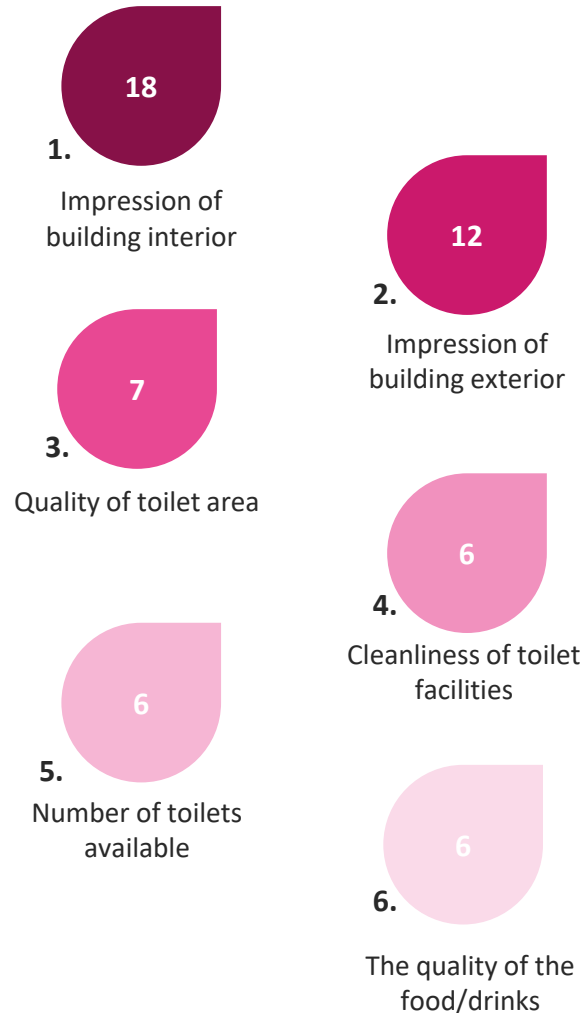 18
1.
Impression of
building interior
12
2.
Impression of
building exterior
7
3.
Quality of toilet area
6
4.
Cleanliness of toilet
facilities
6
5.
Number of toilets
available
6
6.
The quality of the
food/drinks